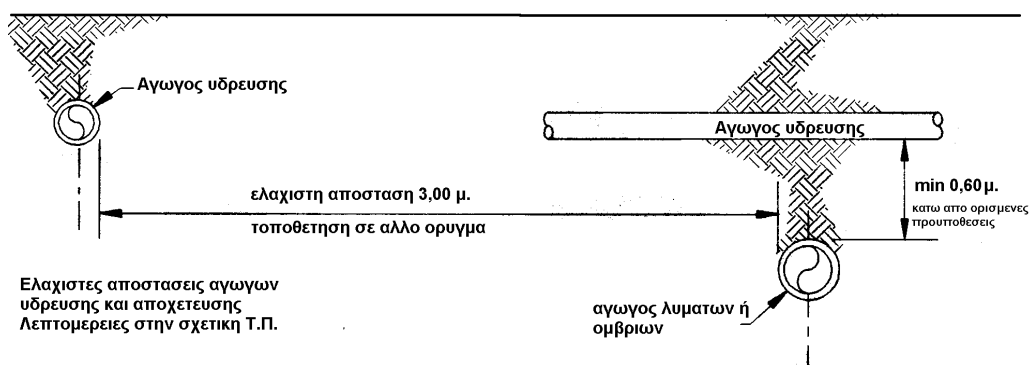 Αγωγος υδρευσης
Αγωγος υδρευσης
ελαχιστη αποσταση 3,00 μ.
τοποθετηση σε αλλο ορυγμα
min 0,60 μ.
κατω απο ορισμενες
προυποθεσεις
Ελαχιστες αποστασεις αγωγων
υδρευσης και αποχετευσης
Λεπτομερειες στην σχετικη Τ.Π.
αγωγος λυματων ή
ομβριων